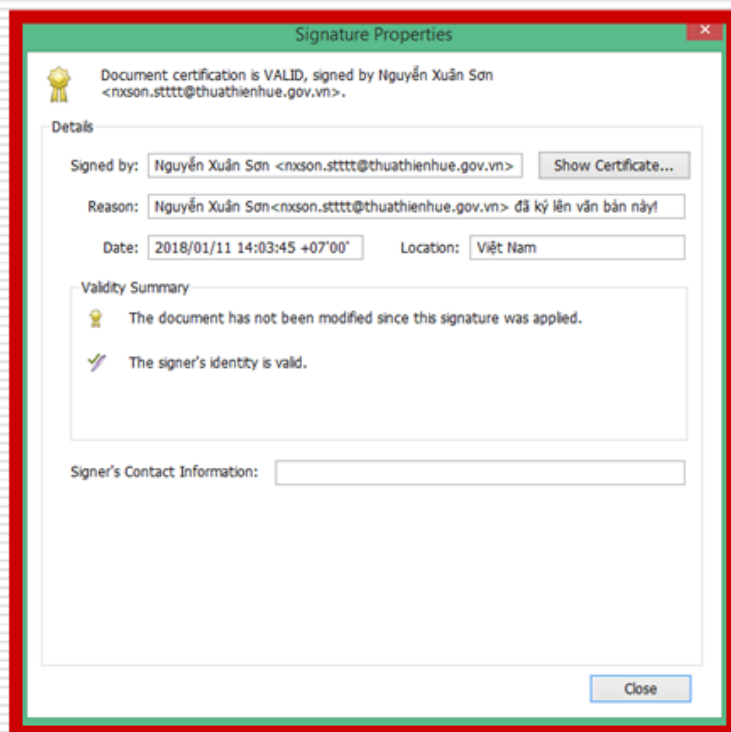 Signature Properties
Document certification is VALID, signed by Nguyễn Xuân Sơn
<nxson.stttt@thuathienhue.gov.vn>.
Details
Signed by: Nguyễn Xuân Sơn <nxson.stttt@thuathienhue.gov.vn> Show Certificate...
Reason: Nguyễn Xuân Sơn<nxson.stttt@thuathienhue.gov.vn> đã ký lên văn bản này!
Date: 2018/01/11 14:03:45 +07'00' Location: Việt Nam
Validity Summary
The document has not been modified since this signature was applied.
The signer's identity is valid.
Signer's Contact Information:
Close